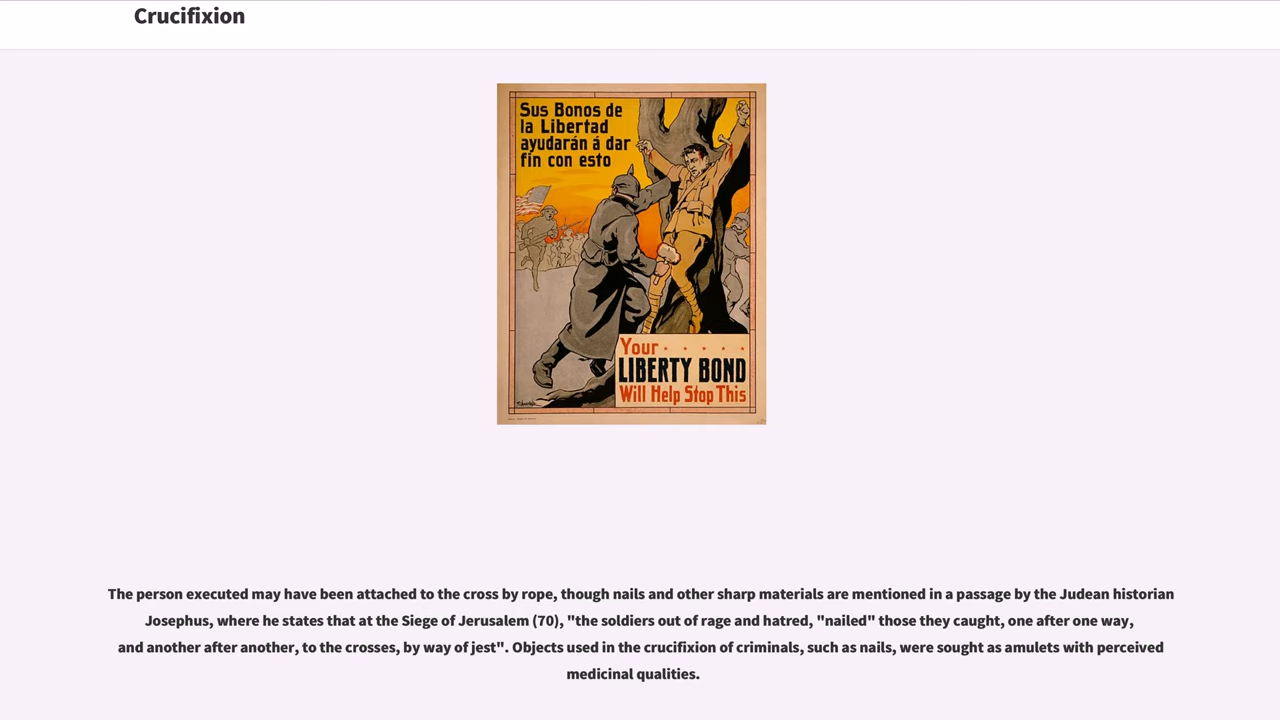 Crucifixion
Sus Bonos de
la Libertad
ayudarán á dar
fin con esto
Your
LIBERTY BOND
Will Help Stop This
The person executed may have been attached to the cross by rope, though nails and other sharp materials are mentioned in a passage by the Judean historian
Josephus, where he states that at the Siege of Jerusalem (70), "the soldiers out of rage and hatred, "nailed" those they caught, one after one way,
and another after another, to the crosses, by way of jest". Objects used in the crucifixion of criminals, such as nails, were sought as amulets with perceived
medicinal qualities.